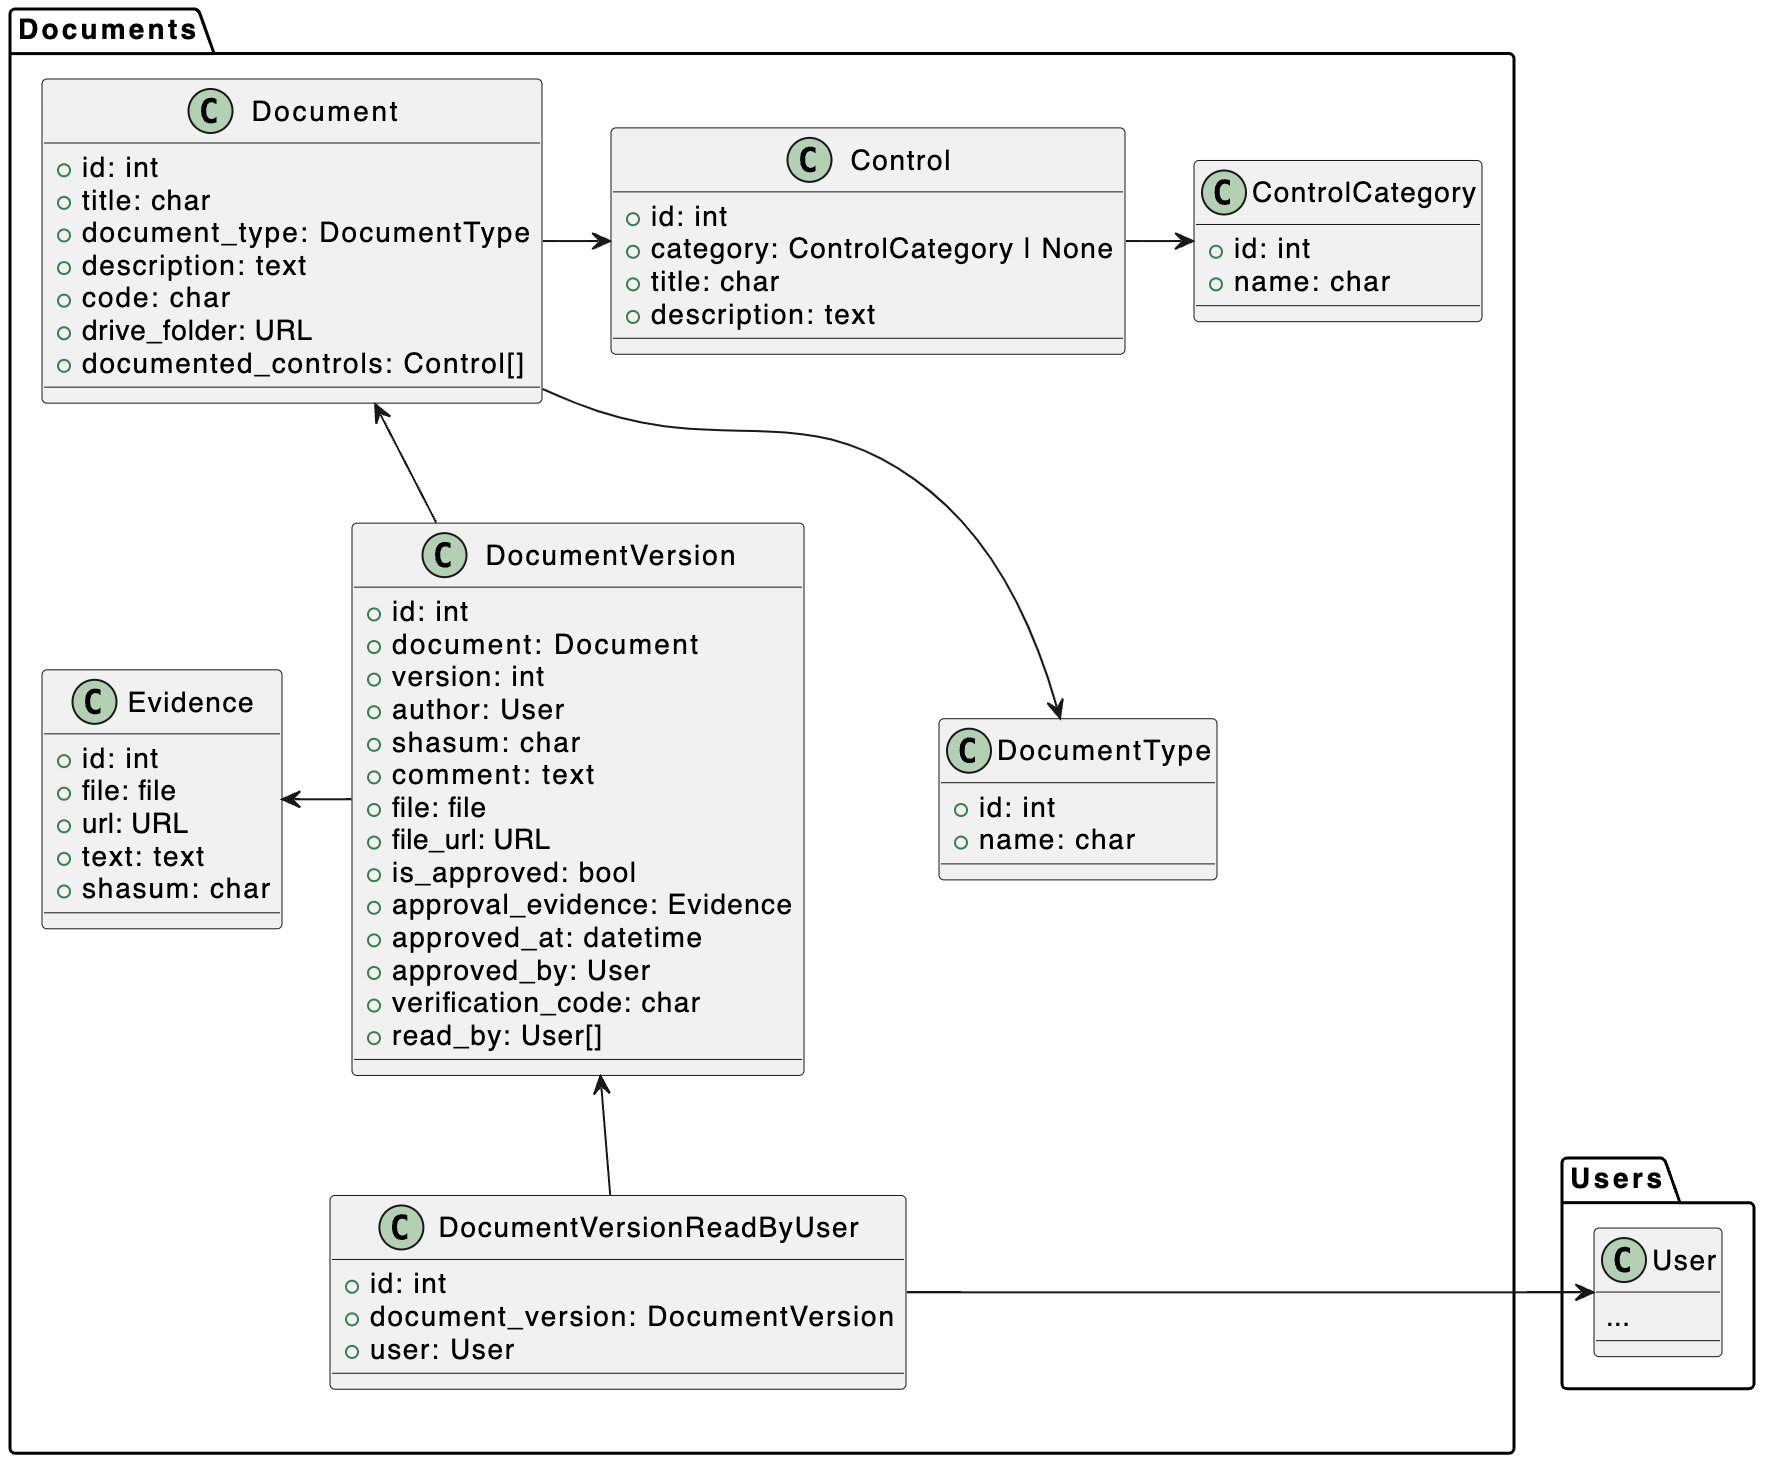 Documents
C Document
id: int
title: char
document_type: DocumentType
description: text
code: char
drive_folder: URL
documented_controls: Control[]
C Control
id: int
category: ControlCategory | None
title: char
description: text
C ControlCategory
id: int
name: char
C DocumentVersion
id: int
document: Document
version: int
author: User
shasum: char
comment: text
file: file
file_url: URL
is_approved: bool
approval_evidence: Evidence
approved_at: datetime
approved_by: User
verification_code: char
read_by: User[]
C Evidence
id: int
file: file
url: URL
text: text
shasum: char
C DocumentType
id: int
name: char
C DocumentVersionReadByUser
id: int
document_version: DocumentVersion
user: User
Users
C User
...